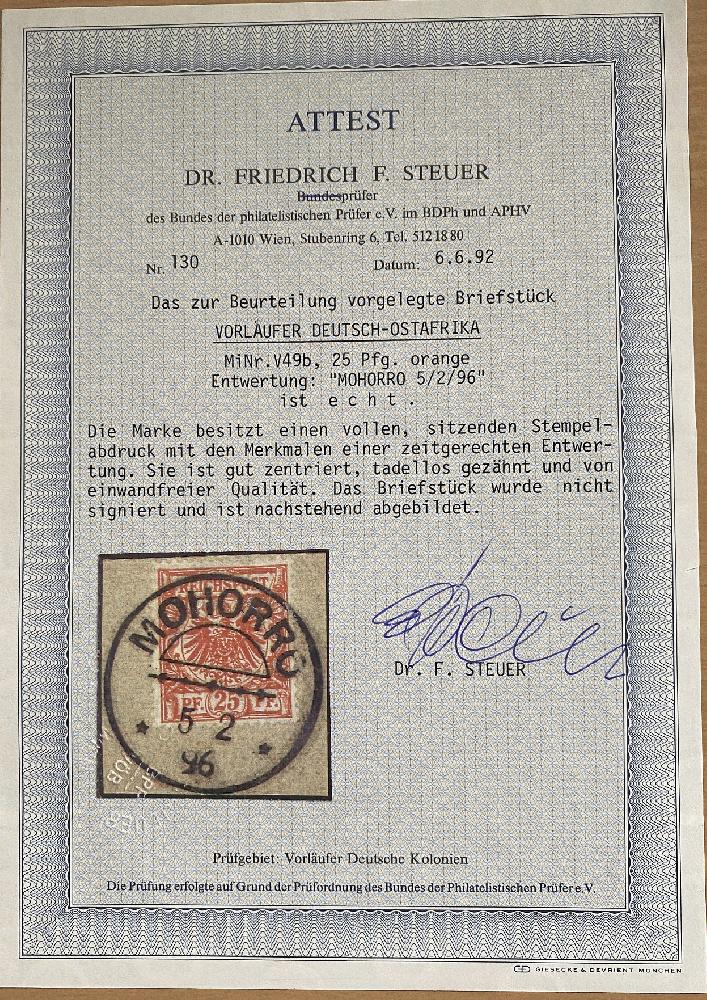 ATTEST
DR. FRIEDRICH F. STEUER
Bundesprüfer
des Bundes der philatelistischen Prüfer e.V. im BDPh und APHV
A-1010 Wien, Stubenring 6, Tel. 5121880
Nr. 130 Datum: 6.6.92
Das zur Beurteilung vorgelegte Briefstück
VORLÄUFER DEUTSCH-OSTAFRIKA
MiNr.V49b, 25 Pfg. orange
Entwertung: "MOHORRO 5/2/96"
ist e c h t .
Die Marke besitzt einen vollen, sitzenden Stempel-
abdruck mit den Merkmalen einer zeitgerechten Entwer-
tung. Sie ist gut zentriert, tadellos gezähnt und von
einwandfreier Qualität. Das Briefstück wurde nicht
signiert und ist nachstehend abgebildet.
REICHSPOST
MOHORRO
PF. 25 PF.
5 2
96
Dr. F. STEUER
Prüfgebiet: Vorläufer Deutsche Kolonien
Die Prüfung erfolgte auf Grund der Prüfordnung des Bundes der Philatelistischen Prüfer e.V.
GIESECKE & DEVRIENT MÜNCHEN